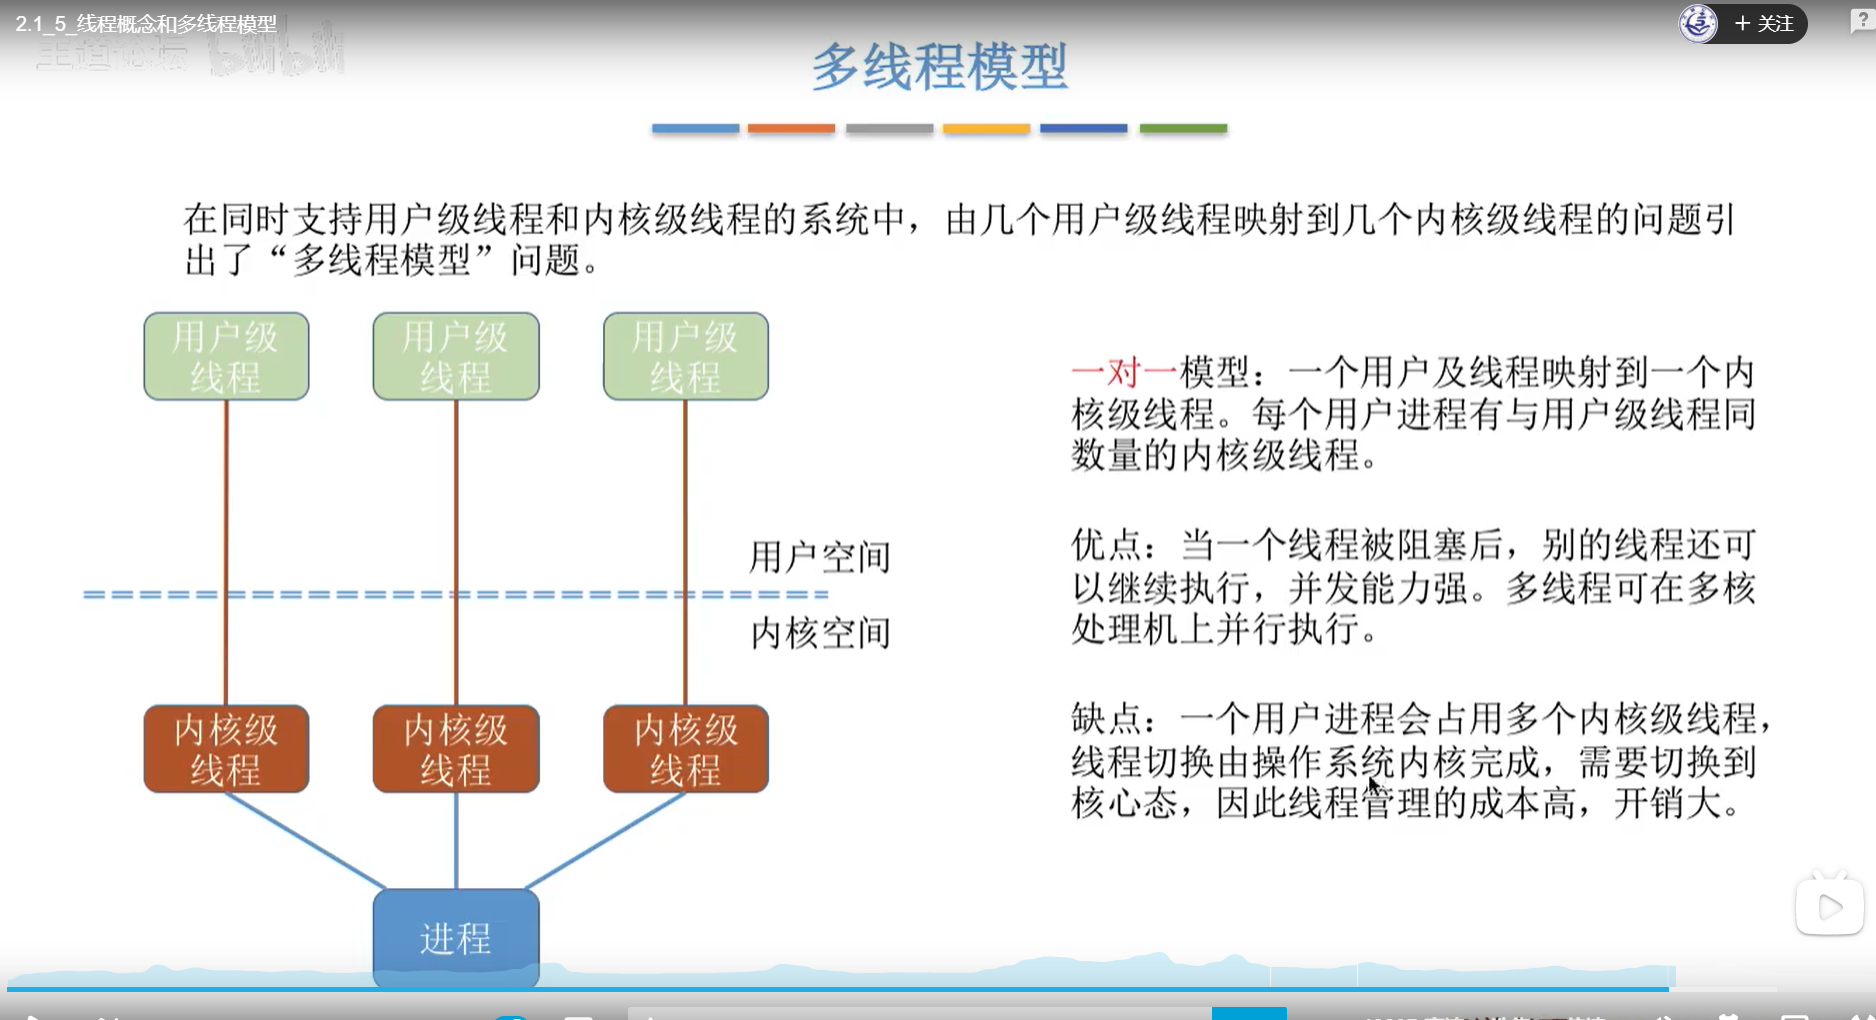 2.1_5_线程概念和多线程模型
王道论坛 bilibili
+ 关注
多线程模型
在同时支持用户级线程和内核级线程的系统中，由几个用户级线程映射到几个内核级线程的问题引
出了“多线程模型”问题。
用户级
线程
用户级
线程
用户级
线程
一对一模型：一个用户及线程映射到一个内
核级线程。每个用户进程有与用户级线程同
数量的内核级线程。
优点：当一个线程被阻塞后，别的线程还可
以继续执行，并发能力强。多线程可在多核
处理机上并行执行。
用户空间
内核空间
内核级
线程
内核级
线程
内核级
线程
缺点：一个用户进程会占用多个内核级线程，
线程切换由操作系统内核完成，需要切换到
核心态，因此线程管理的成本高，开销大。
进程